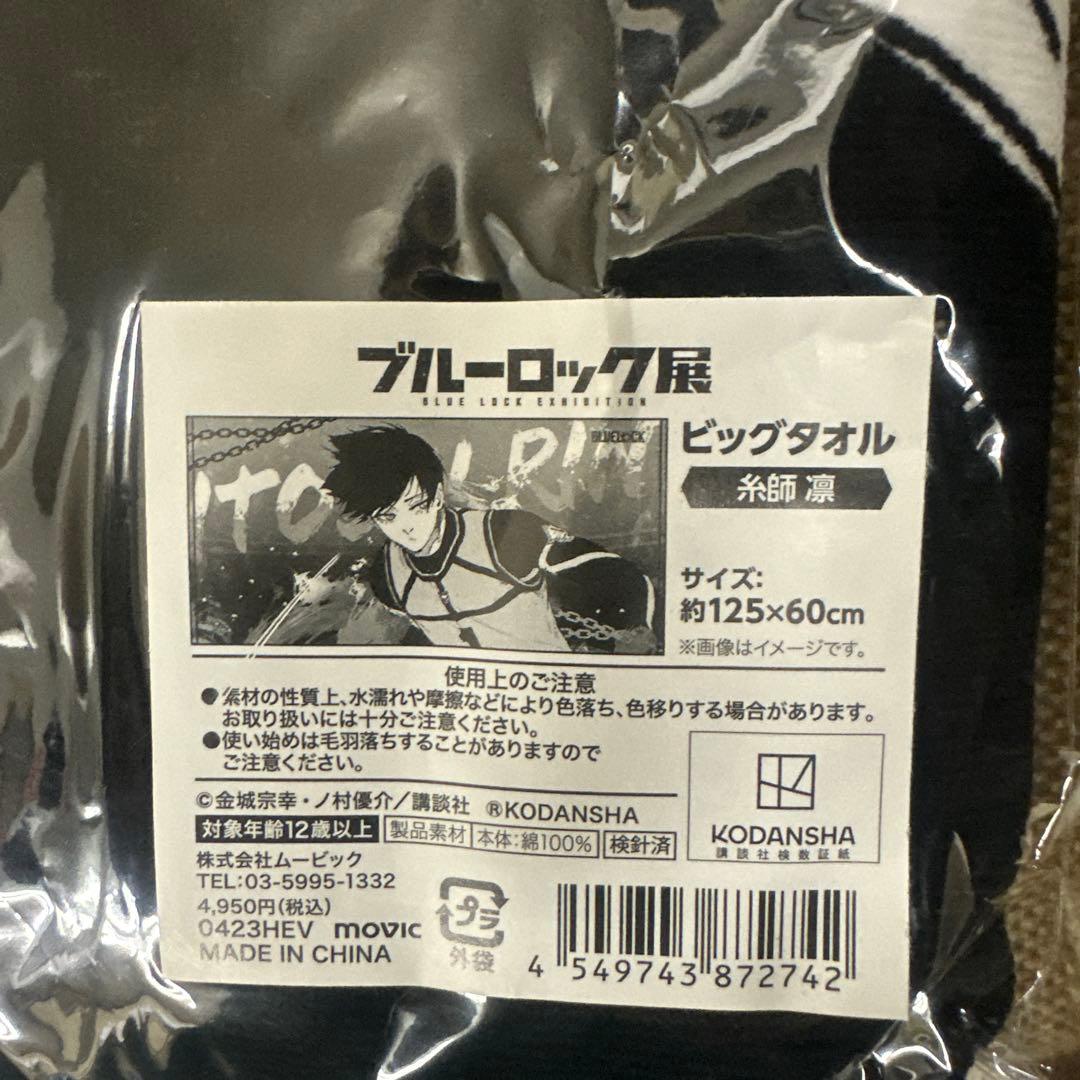 ブルーロック展
BLUE LOCK EXHIBITION
BLUELOCK
ITOSHI RIN
ビッグタオル
糸師 凛
サイズ:
約125×60cm
※画像はイメージです。
使用上のご注意
●素材の性質上、水濡れや摩擦などにより色落ち、色移りする場合があります。
お取り扱いには十分ご注意ください。
●使い始めは毛羽落ちすることがありますので
ご注意ください。
©金城宗幸・ノ村優介／講談社 ®KODANSHA
対象年齢12歳以上 製品素材 本体:綿100% 検針済
KODANSHA
講談社検数証紙
株式会社ムービック
TEL:03-5995-1332
4,950円(税込)
0423HEV movic
MADE IN CHINA
プラ
外袋
4 549743 872742